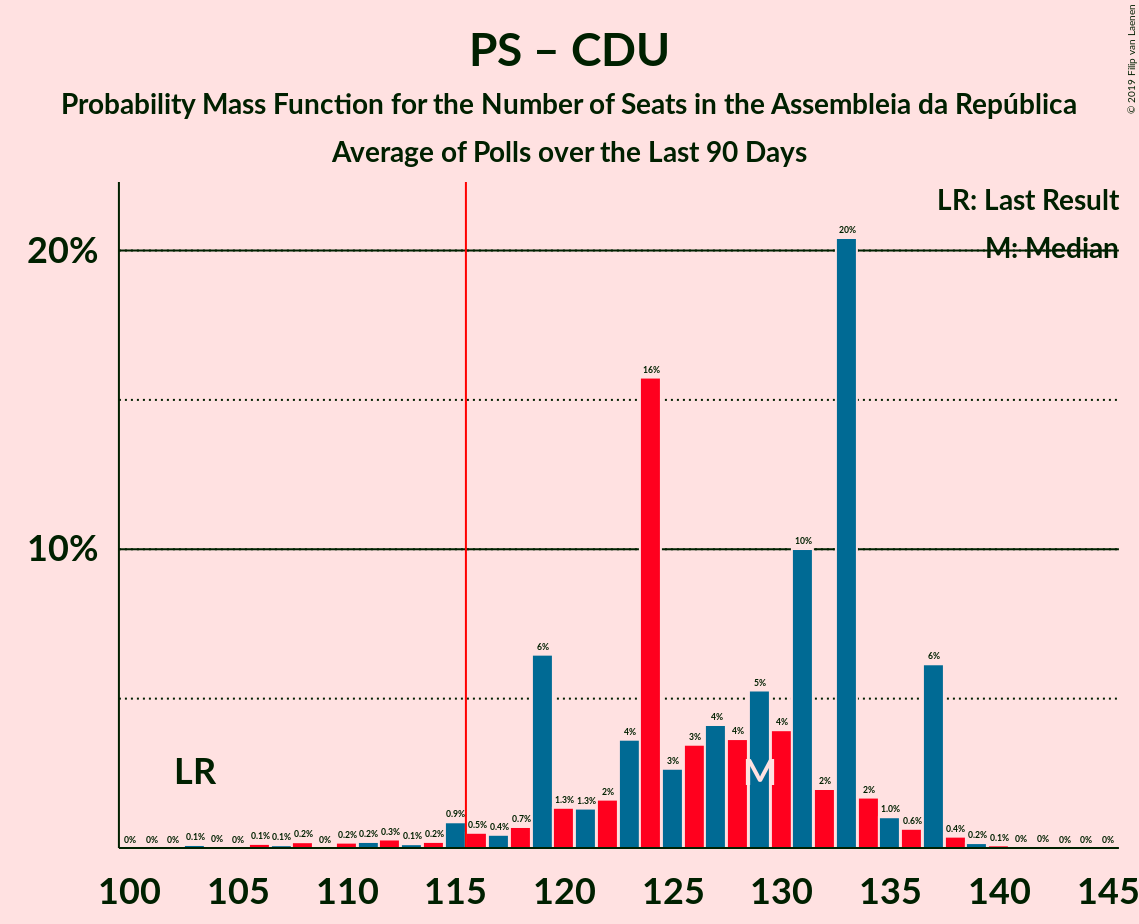 PS – CDU
Probability Mass Function for the Number of Seats in the Assembleia da República
Average of Polls over the Last 90 Days
© 2019 Filip van Laenen
LR: Last Result
M: Median
20%
10%
0% 0% 0% 0.1% 0% 0% 0.1% 0.1% 0.2% 0% 0.2% 0.2% 0.3% 0.1% 0.2% 0.9% 0.5% 0.4% 0.7% 6% 1.3% 1.3% 2% 4% 16% 3% 3% 4% 4% 5% 4% 10% 2% 20% 2% 1.0% 0.6% 6% 0.4% 0.2% 0.1% 0% 0% 0% 0% 0%
LR
M
100 105 110 115 120 125 130 135 140 145